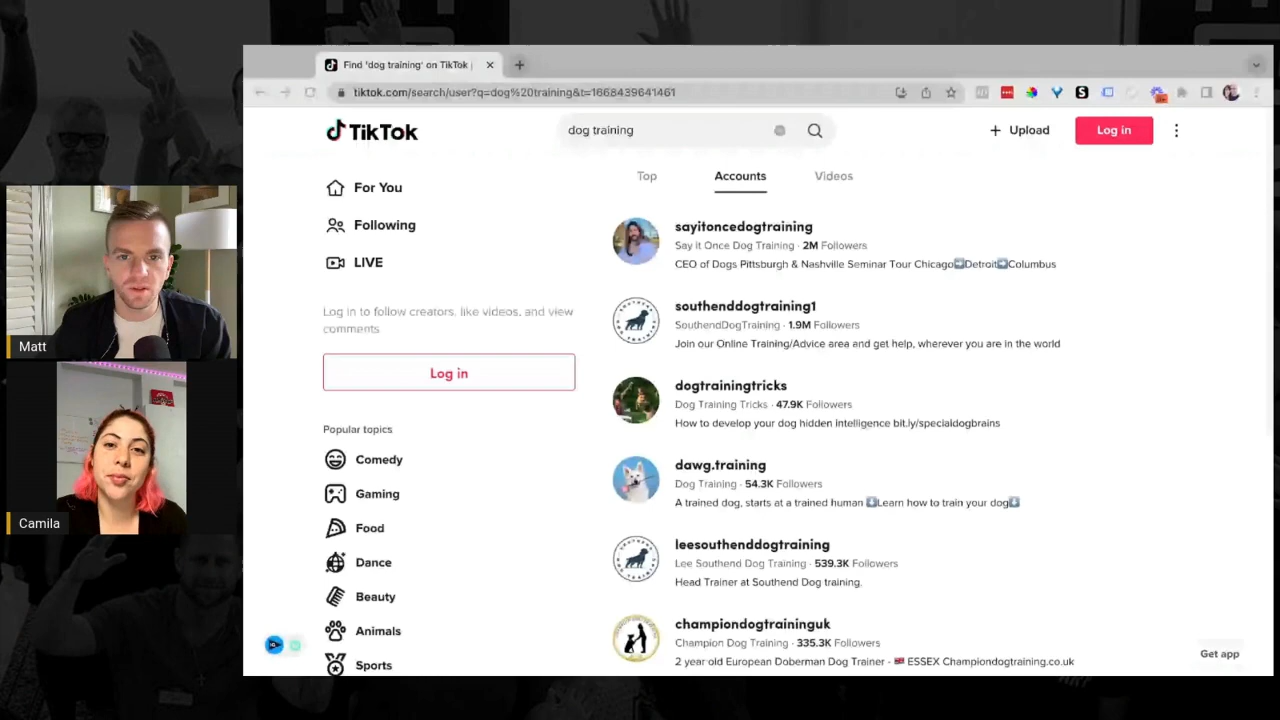 Find 'dog training' on TikTok
tiktok.com/search/user?q=dog%20training&t=1668439641461
TikTok
dog training
Upload
Log in
For You
Following
LIVE
Log in to follow creators, like videos, and view
comments
Log in
Popular topics
Comedy
Gaming
Food
Dance
Beauty
Animals
Sports
Top
Accounts
Videos
sayitoncedogtraining
Say it Once Dog Training · 2M Followers
CEO of Dogs Pittsburgh & Nashville Seminar Tour Chicago➡️Detroit➡️Columbus
southenddogtraining1
SouthendDogTraining · 1.9M Followers
Join our Online Training/Advice area and get help, wherever you are in the world
dogtrainingtricks
Dog Training Tricks · 47.9K Followers
How to develop your dog hidden intelligence bit.ly/specialdogbrains
dawg.training
Dog Training · 54.3K Followers
A trained dog, starts at a trained human ⬇️Learn how to train your dog⬇️
leesouthenddogtraining
Lee Southend Dog Training · 539.3K Followers
Head Trainer at Southend Dog training.
championdogtraininguk
Champion Dog Training · 335.3K Followers
2 year old European Doberman Dog Trainer - 🇬🇧 ESSEX Championdogtraining.co.uk
Get app
Matt
Camila